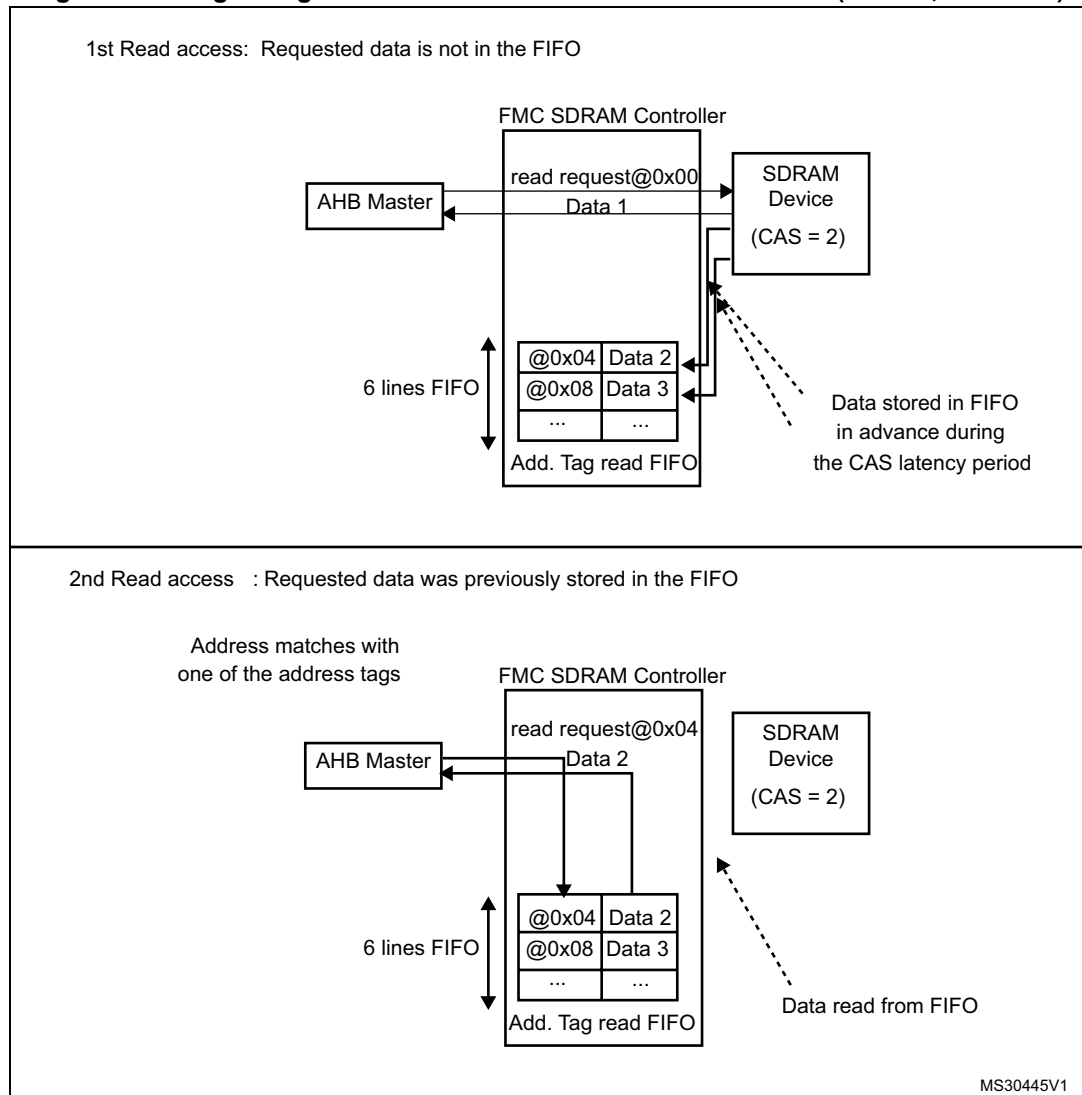 1st Read access: Requested data is not in the FIFO
FMC SDRAM Controller
read request@0x00
Data 1
AHB Master
SDRAM
Device
(CAS = 2)
6 lines FIFO
@0x04 Data 2
@0x08 Data 3
... ...
Add. Tag read FIFO
Data stored in FIFO
in advance during
the CAS latency period
2nd Read access : Requested data was previously stored in the FIFO
Address matches with
one of the address tags
FMC SDRAM Controller
read request@0x04
Data 2
AHB Master
SDRAM
Device
(CAS = 2)
6 lines FIFO
@0x04 Data 2
@0x08 Data 3
... ...
Add. Tag read FIFO
Data read from FIFO
MS30445V1